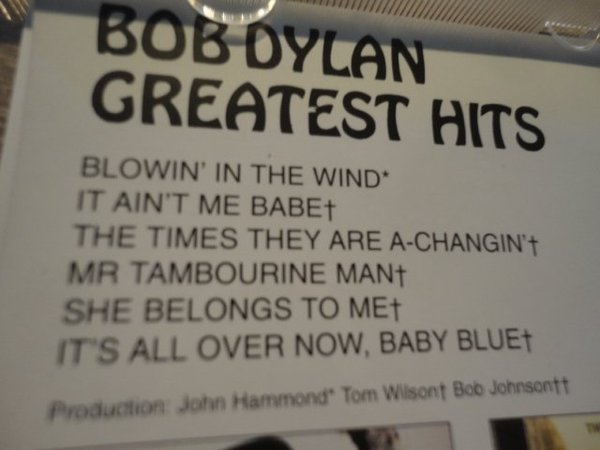 BOB DYLAN
GREATEST HITS
BLOWIN' IN THE WIND*
IT AIN'T ME BABE†
THE TIMES THEY ARE A-CHANGIN'†
MR TAMBOURINE MAN†
SHE BELONGS TO ME†
IT'S ALL OVER NOW, BABY BLUE†
Production: John Hammond* Tom Wilson† Bob Johnson††